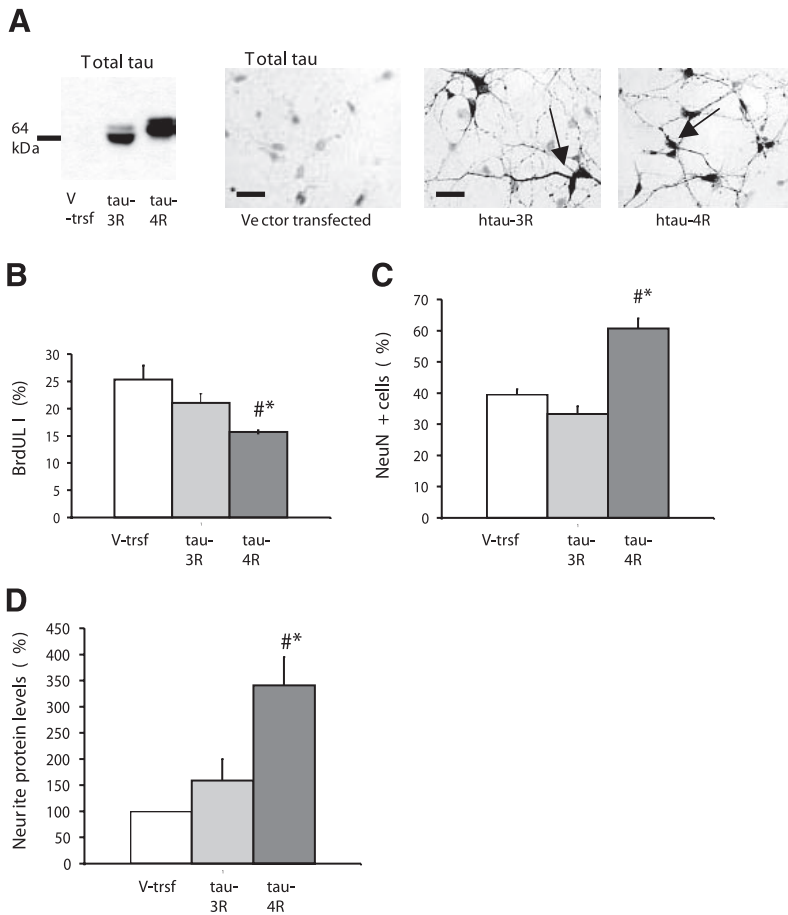 A
Total tau
64
kDa
V
-trsf
tau-
3R
tau-
4R
Total tau
Vector transfected
htau-3R
htau-4R
B
BrdUL I (%)
30
25
20
15
10
5
0
#*
V-trsf
tau-
3R
tau-
4R
C
NeuN + cells ( %)
70
60
50
40
30
20
10
0
#*
V-trsf
tau-
3R
tau-
4R
D
Neurite protein levels ( %)
450
400
350
300
250
200
150
100
50
0
#*
V-trsf
tau-
3R
tau-
4R